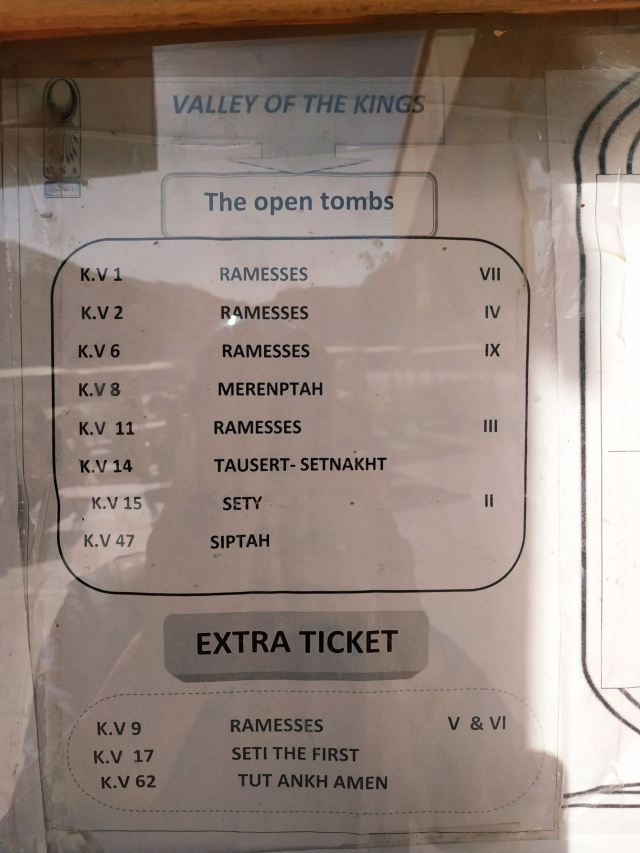 VALLEY OF THE KINGS
The open tombs
K.V 1 RAMESSES VII
K.V 2 RAMESSES IV
K.V 6 RAMESSES IX
K.V 8 MERENPTAH
K.V 11 RAMESSES III
K.V 14 TAUSERT- SETNAKHT
K.V 15 SETY II
K.V 47 SIPTAH
EXTRA TICKET
K.V 9 RAMESSES V & VI
K.V 17 SETI THE FIRST
K.V 62 TUT ANKH AMEN